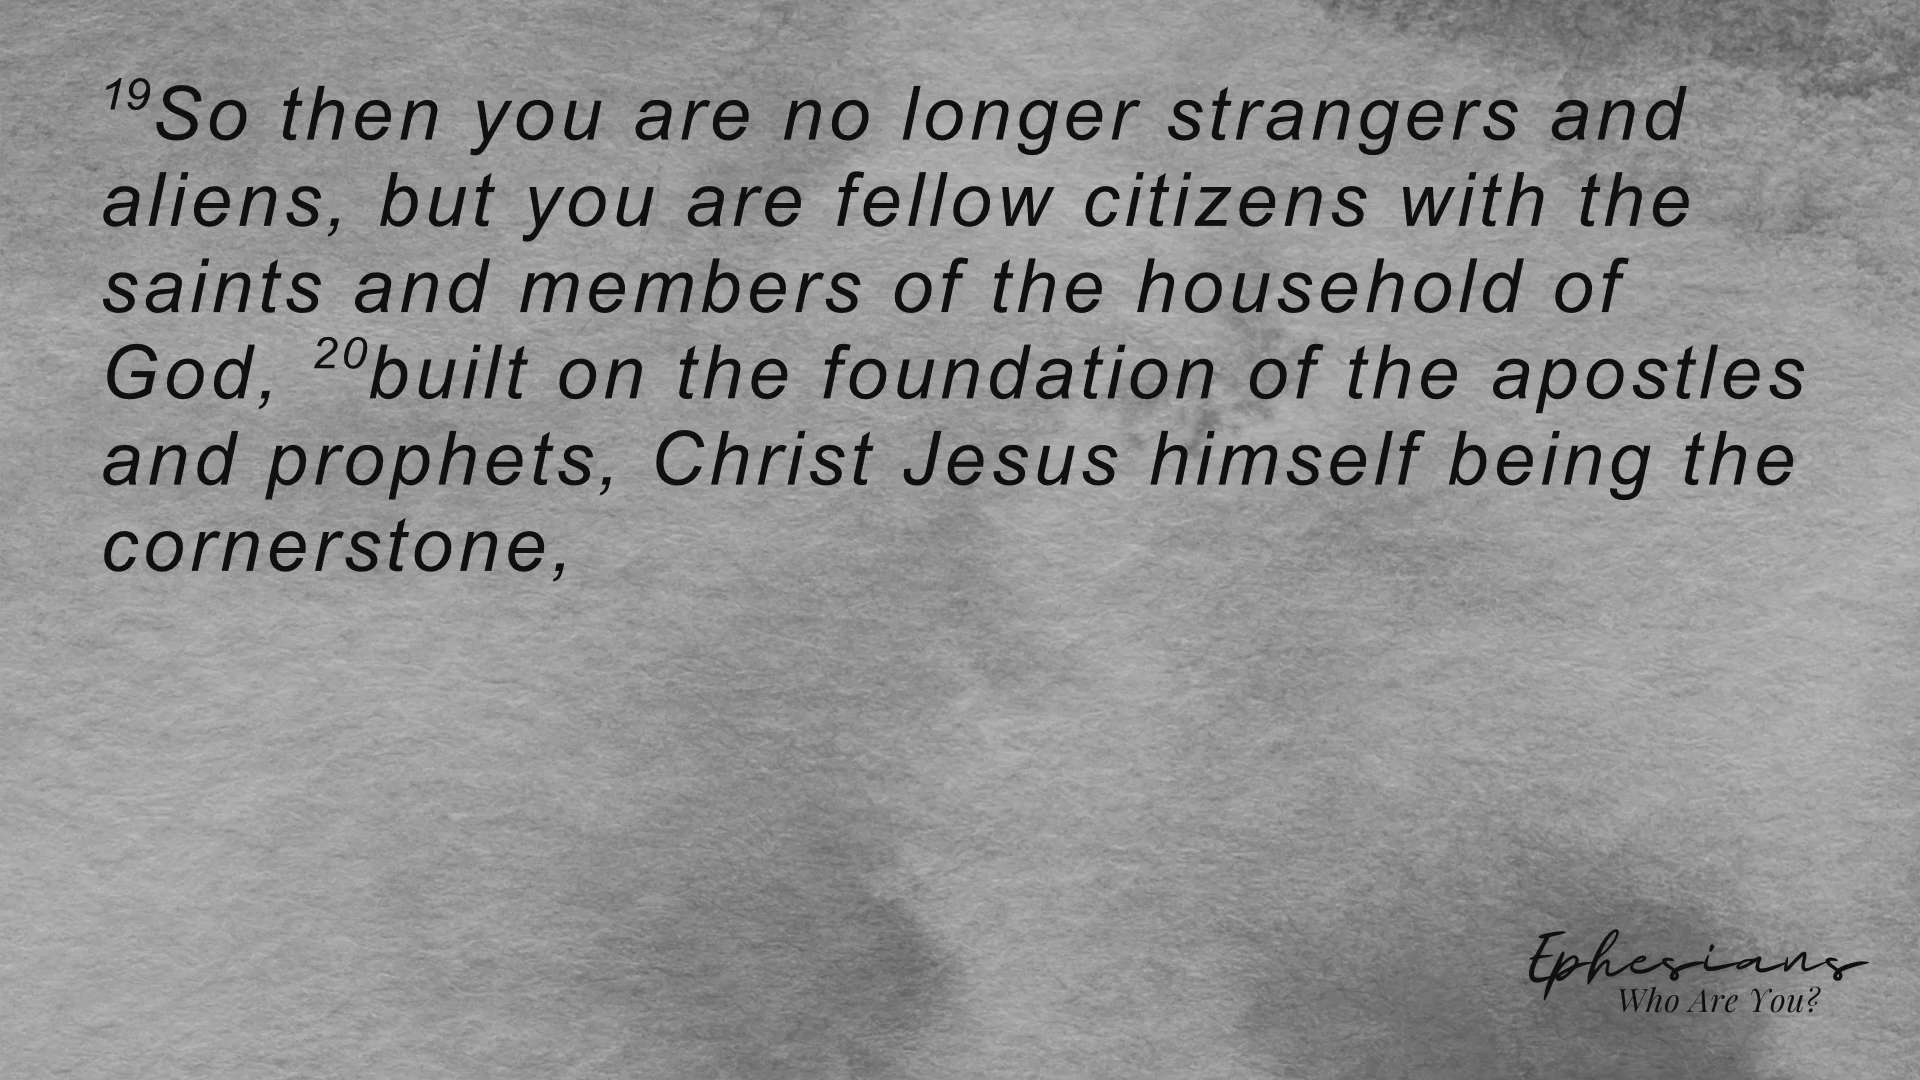 ¹⁹So then you are no longer strangers and
aliens, but you are fellow citizens with the
saints and members of the household of
God, ²⁰built on the foundation of the apostles
and prophets, Christ Jesus himself being the
cornerstone,
Ephesians
Who Are You?